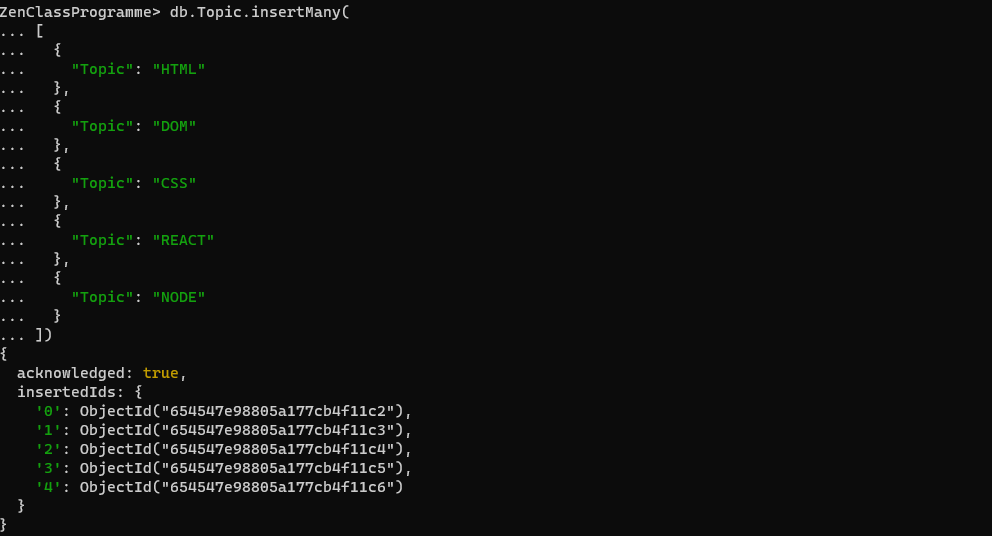 ZenClassProgramme> db.Topic.insertMany(
... [
...   {
...     "Topic": "HTML"
...   },
...   {
...     "Topic": "DOM"
...   },
...   {
...     "Topic": "CSS"
...   },
...   {
...     "Topic": "REACT"
...   },
...   {
...     "Topic": "NODE"
...   }
... ])
{
  acknowledged: true,
  insertedIds: {
    '0': ObjectId("654547e98805a177cb4f11c2"),
    '1': ObjectId("654547e98805a177cb4f11c3"),
    '2': ObjectId("654547e98805a177cb4f11c4"),
    '3': ObjectId("654547e98805a177cb4f11c5"),
    '4': ObjectId("654547e98805a177cb4f11c6")
  }
}